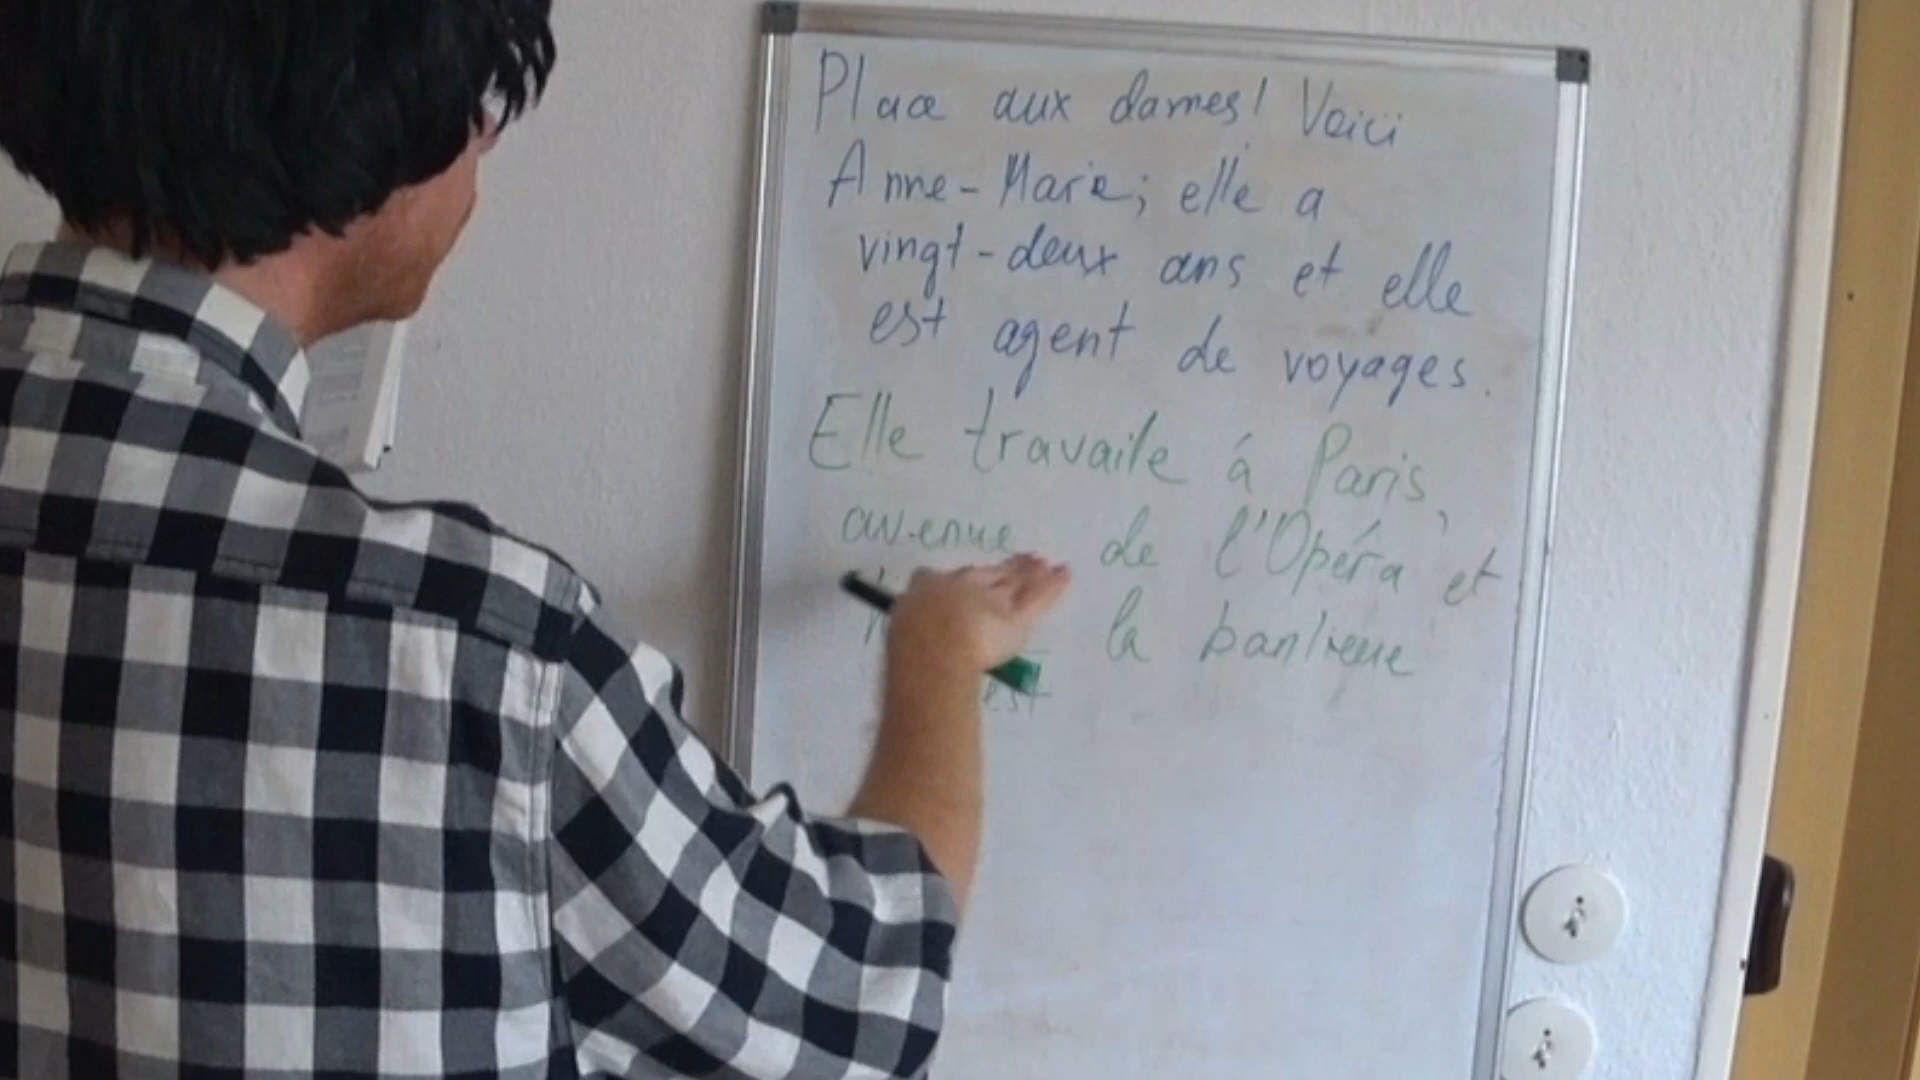 Place aux dames! Voici
Anne-Marie; elle a
vingt-deux ans et elle
est agent de voyages.
Elle travaile á Paris,
avenue de l'Opéra et
la banlieue
est